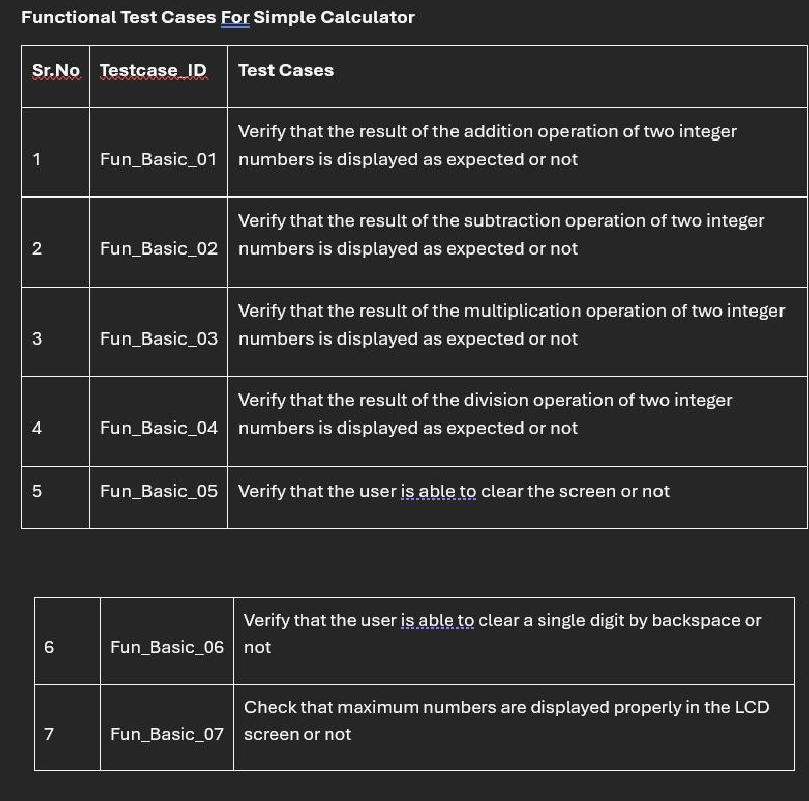 Functional Test Cases For Simple Calculator
Sr.No Testcase_ID Test Cases
Verify that the result of the addition operation of two integer
1 Fun_Basic_01 numbers is displayed as expected or not
Verify that the result of the subtraction operation of two integer
2 Fun_Basic_02 numbers is displayed as expected or not
Verify that the result of the multiplication operation of two integer
3 Fun_Basic_03 numbers is displayed as expected or not
Verify that the result of the division operation of two integer
4 Fun_Basic_04 numbers is displayed as expected or not
5 Fun_Basic_05 Verify that the user is able to clear the screen or not
Verify that the user is able to clear a single digit by backspace or
6 Fun_Basic_06 not
Check that maximum numbers are displayed properly in the LCD
7 Fun_Basic_07 screen or not